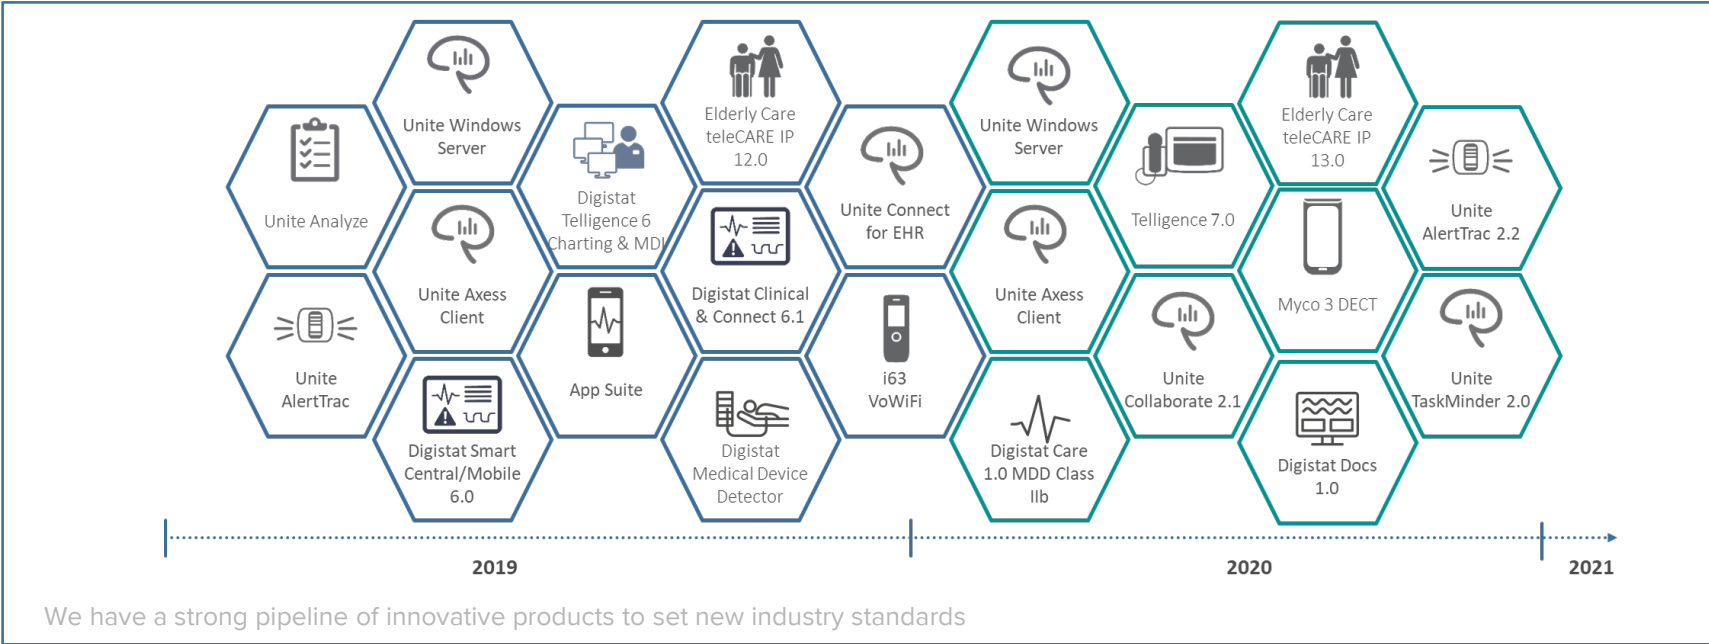 Unite Analyze
Unite
AlertTrac
Unite Windows
Server
Unite Axess
Client
Digistat Smart
Central/Mobile
6.0
Digistat
Telligence 6
Charting & MDI
App Suite
Elderly Care
teleCARE IP
12.0
Digistat Clinical
& Connect 6.1
Digistat
Medical Device
Detector
Unite Connect
for EHR
i63
VoWiFi
Unite Windows
Server
Unite Axess
Client
Digistat Care
1.0 MDD Class
IIb
Telligence 7.0
Unite
Collaborate 2.1
Elderly Care
teleCARE IP
13.0
Myco 3 DECT
Digistat Docs
1.0
Unite
AlertTrac 2.2
Unite
TaskMinder 2.0
2019
2020
2021
We have a strong pipeline of innovative products to set new industry standards